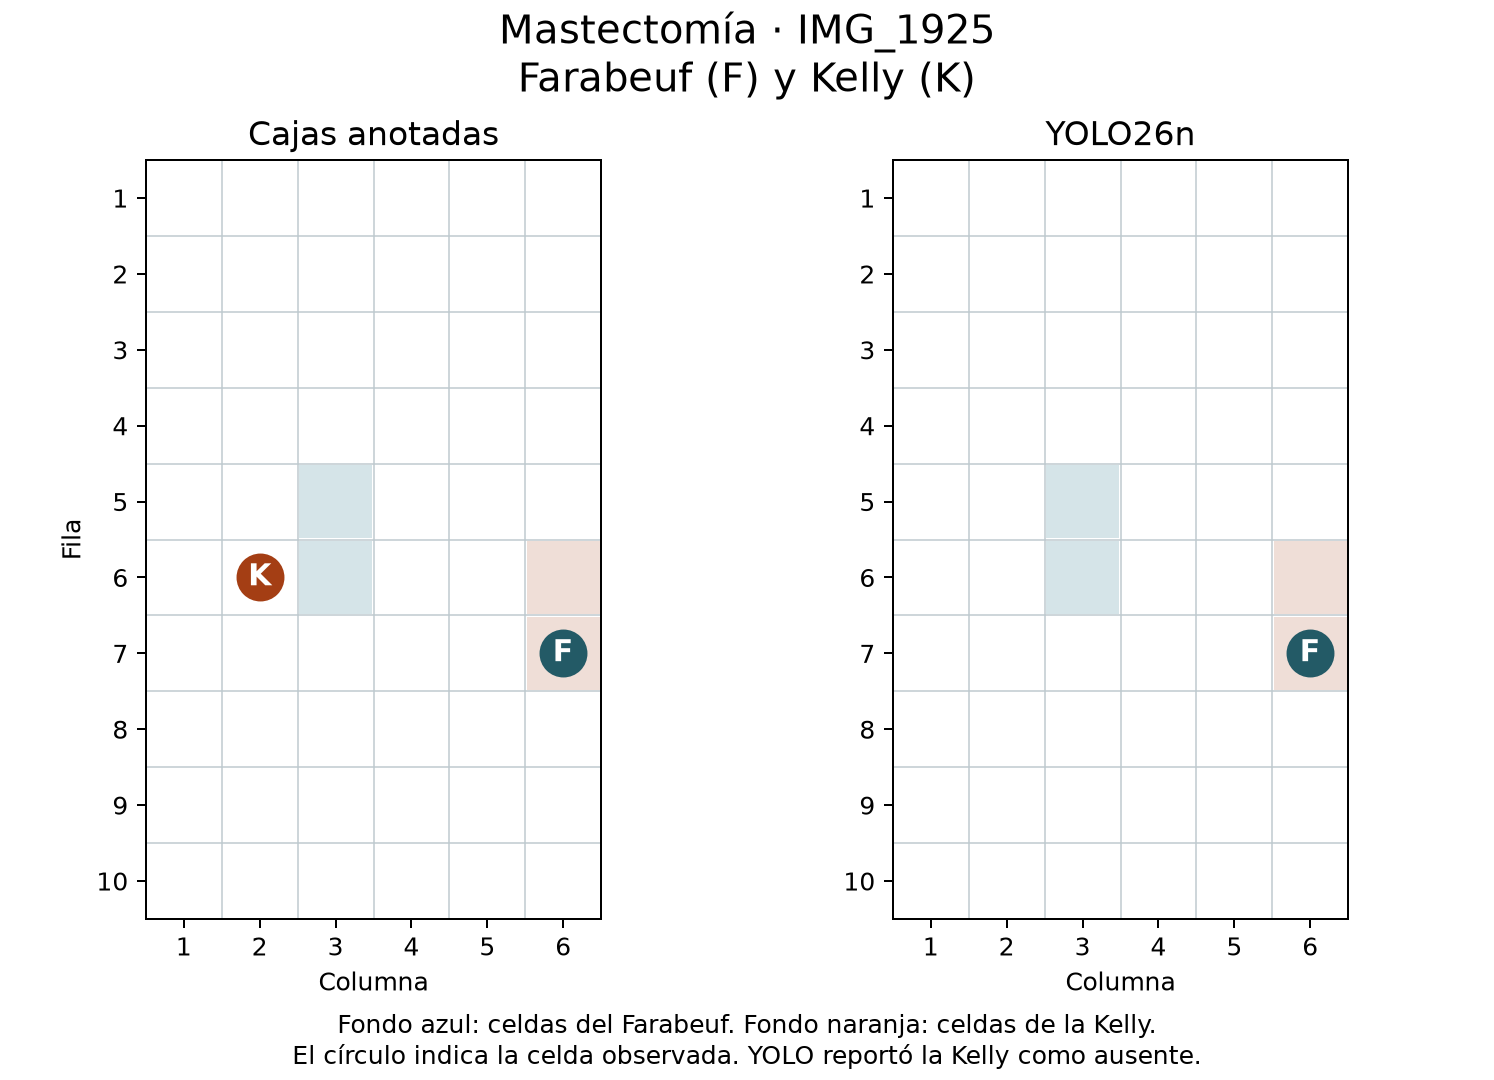 Mastectomía · IMG_1925
Farabeuf (F) y Kelly (K)
Cajas anotadas
YOLO26n
Fila
1
2
3
4
5
6
7
8
9
10
K
F
1 2 3 4 5 6
Columna
1
2
3
4
5
6
7
8
9
10
F
1 2 3 4 5 6
Columna
Fondo azul: celdas del Farabeuf. Fondo naranja: celdas de la Kelly.
El círculo indica la celda observada. YOLO reportó la Kelly como ausente.